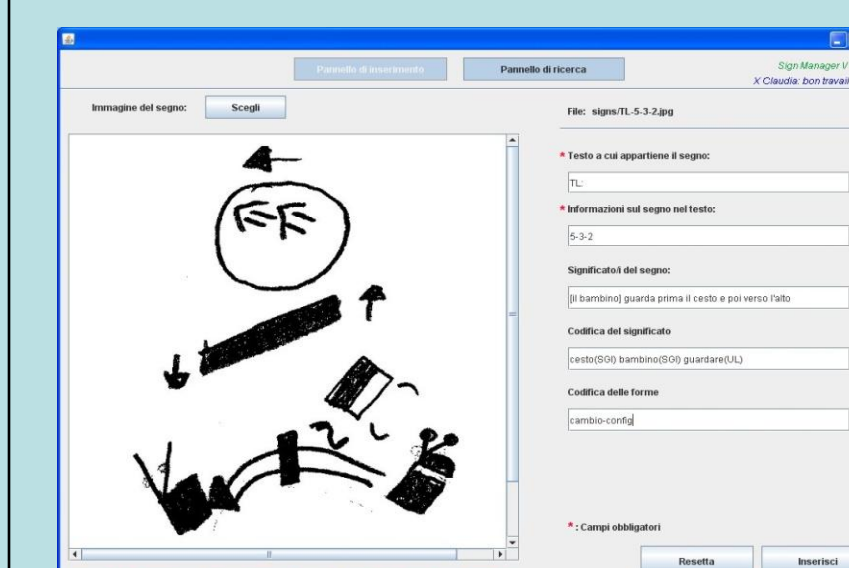 Pannello di inserimento
Pannello di ricerca
Sign Manager V
X Claudia: bon travail
Immagine del segno:
Scegli
File: signs/TL-5-3-2.jpg
* Testo a cui appartiene il segno:
TL:
* Informazioni sul segno nel testo:
5-3-2
Significato/i del segno:
[il bambino] guarda prima il cesto e poi verso l'alto
Codifica del significato
cesto(SGI) bambino(SGI) guardare(UL)
Codifica delle forme
cambio-config
* : Campi obbligatori
Resetta
Inserisci